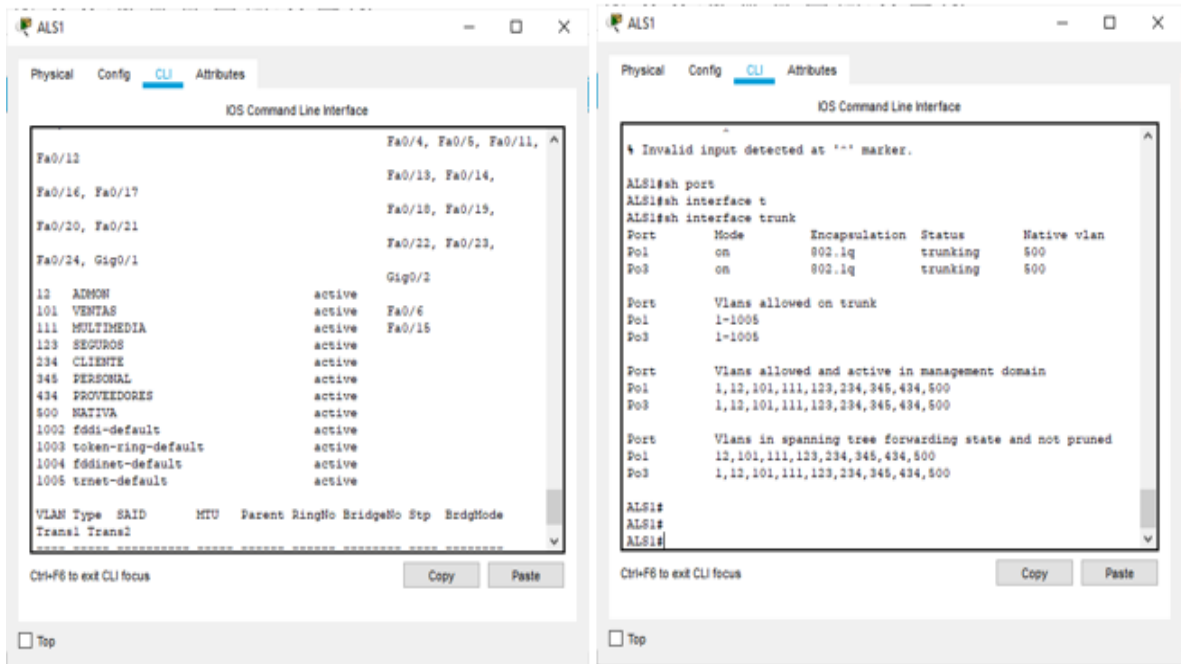 ALS1
Physical Config CLI Attributes
IOS Command Line Interface
Fa0/4, Fa0/5, Fa0/11,
Fa0/12
Fa0/13, Fa0/14,
Fa0/16, Fa0/17
Fa0/18, Fa0/19,
Fa0/20, Fa0/21
Fa0/22, Fa0/23,
Fa0/24, Gig0/1
Gig0/2
12 ADMON active
101 VENTAS active Fa0/6
111 MULTIMEDIA active Fa0/15
123 SEGUROS active
234 CLIENTE active
345 PERSONAL active
434 PROVEEDORES active
500 NATIVA active
1002 fddi-default active
1003 token-ring-default active
1004 fddinet-default active
1005 trnet-default active
VLAN Type SAID MTU Parent RingNo BridgeNo Stp BrdgMode
Trans1 Trans2
---- ----- ---------- ----- ------ ------ -------- ---- --------
Ctrl+F6 to exit CLI focus
Copy Paste
Top
ALS1
Physical Config CLI Attributes
IOS Command Line Interface
^
% Invalid input detected at '^' marker.
ALS1#sh port
ALS1#sh interface t
ALS1#sh interface trunk
Port Mode Encapsulation Status Native vlan
Po1 on 802.1q trunking 500
Po3 on 802.1q trunking 500
Port Vlans allowed on trunk
Po1 1-1005
Po3 1-1005
Port Vlans allowed and active in management domain
Po1 1,12,101,111,123,234,345,434,500
Po3 1,12,101,111,123,234,345,434,500
Port Vlans in spanning tree forwarding state and not pruned
Po1 12,101,111,123,234,345,434,500
Po3 1,12,101,111,123,234,345,434,500
ALS1#
ALS1#
ALS1#
Ctrl+F6 to exit CLI focus
Copy Paste
Top